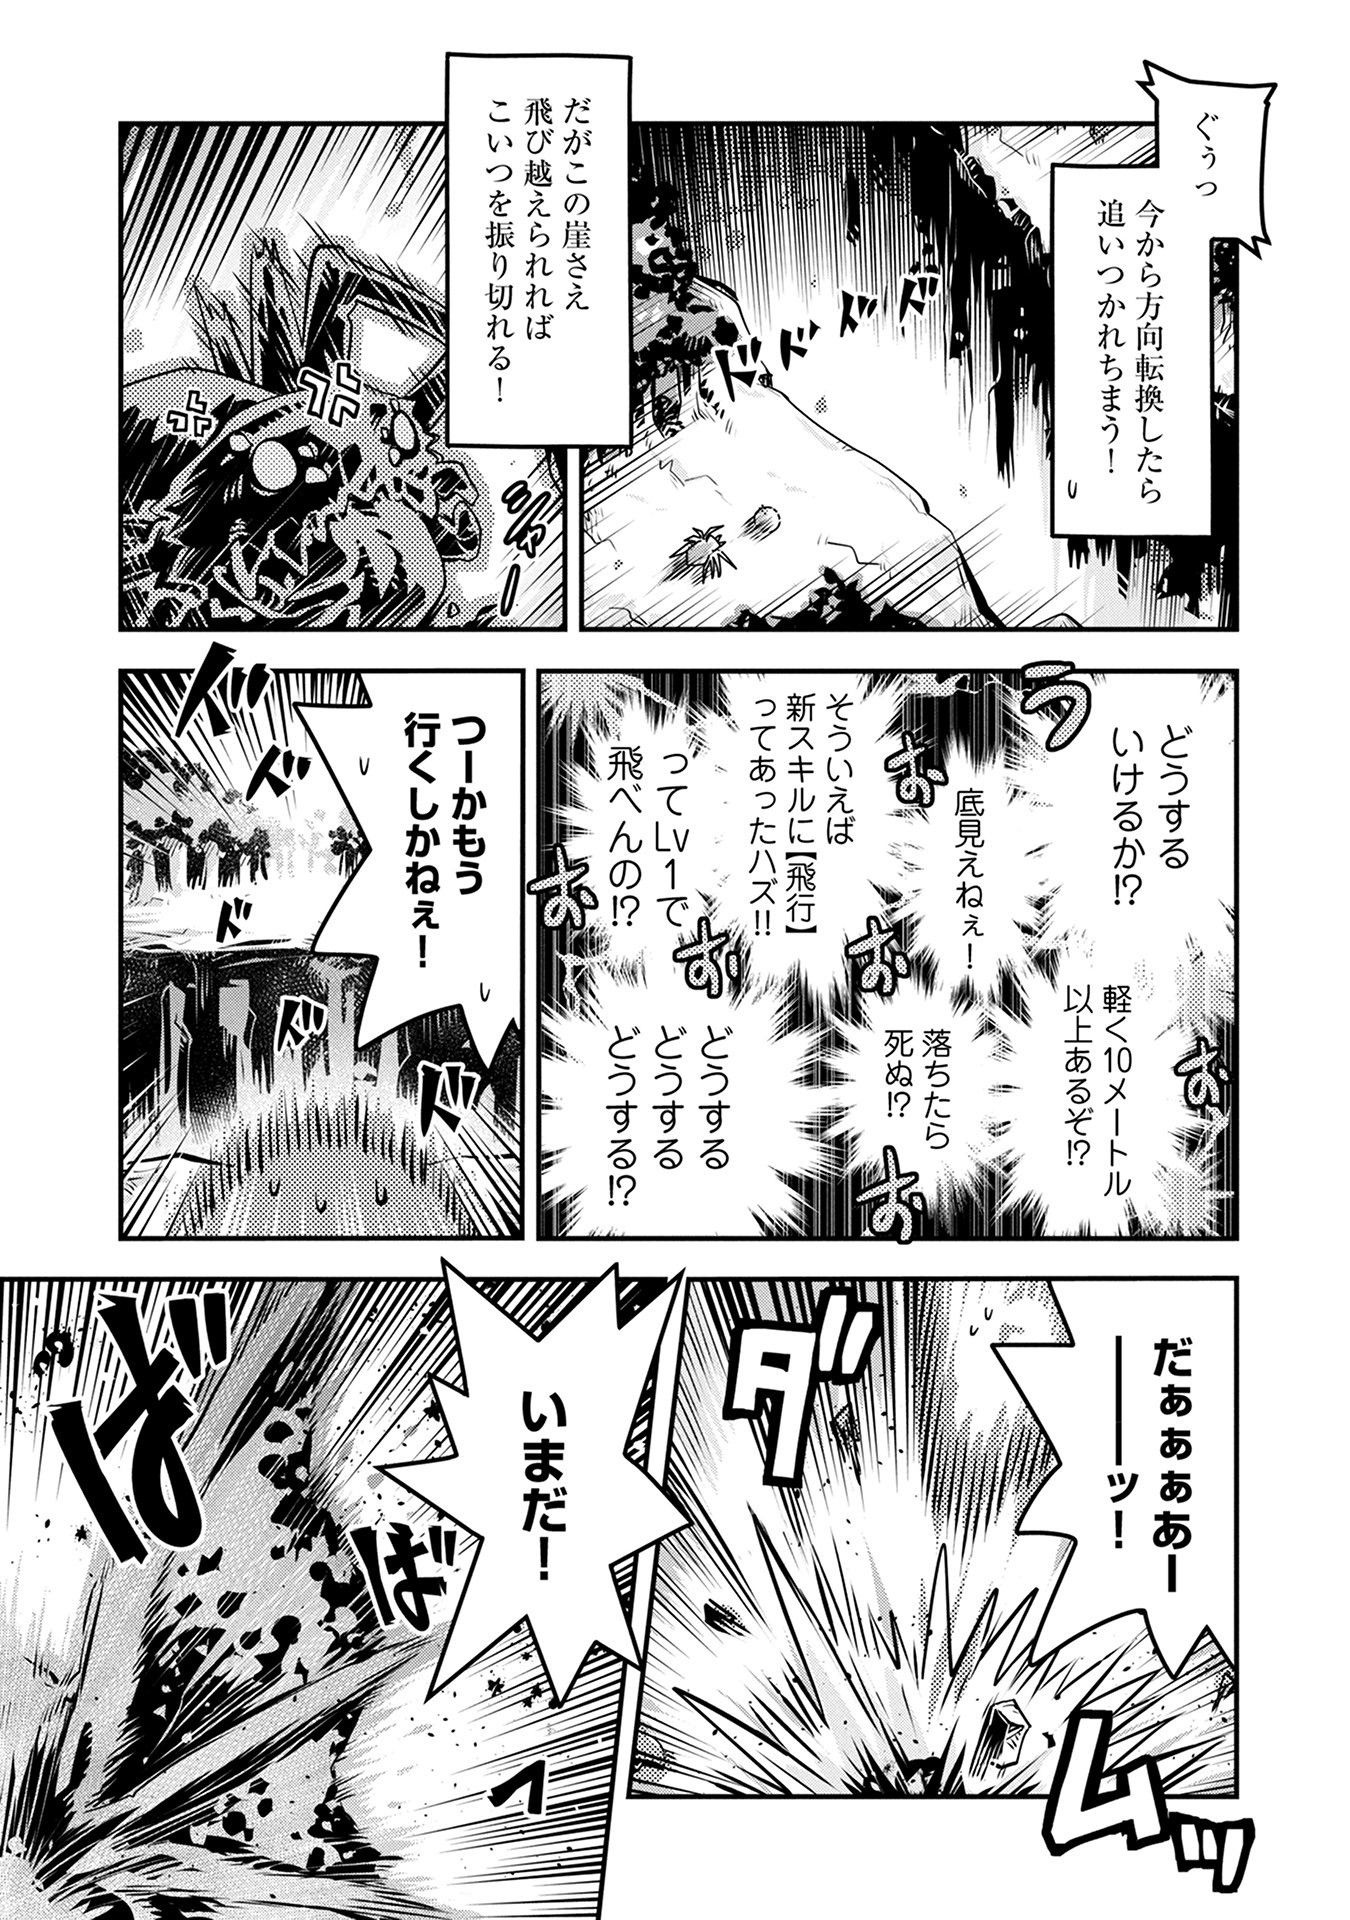 ぐぅっ
今から方向転換したら
追いつかれちまう！
ドドドド
だがこの崖さえ
飛び越えられれば
こいつを振り切れる！
ジャッ
どうする
いけるか！？
軽く10メートル
以上あるぞ！？
底見えねぇ！
落ちたら
死ぬ！？
そういえば
新スキルに【飛行】
ってあったハズ！！
ってLv１で
飛べんの！？
どうする
どうする
どうする！？
うおおおおおおお
つーかもう
行くしかねぇ！
ドドドドド
だぁぁぁあー
――ッ！
ダムッ
いまだ！
ばばっ